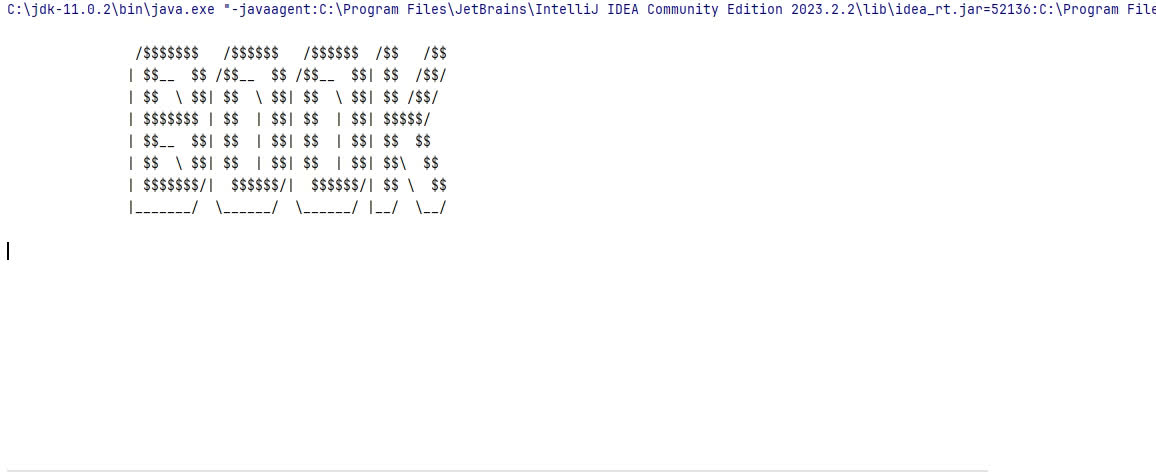 C:\jdk-11.0.2\bin\java.exe "-javaagent:C:\Program Files\JetBrains\IntelliJ IDEA Community Edition 2023.2.2\lib\idea_rt.jar=52136:C:\Program File
 /$$$$$$$   /$$$$$$   /$$$$$$  /$$   /$$
| $$__  $$ /$$__  $$ /$$__  $$| $$  /$$/
| $$  \ $$| $$  \ $$| $$  \ $$| $$ /$$/
| $$$$$$$ | $$  | $$| $$  | $$| $$$$$/
| $$__  $$| $$  | $$| $$  | $$| $$  $$
| $$  \ $$| $$  | $$| $$  | $$| $$\  $$
| $$$$$$$/|  $$$$$$/|  $$$$$$/| $$ \  $$
|_______/  \______/  \______/ |__/  \__/